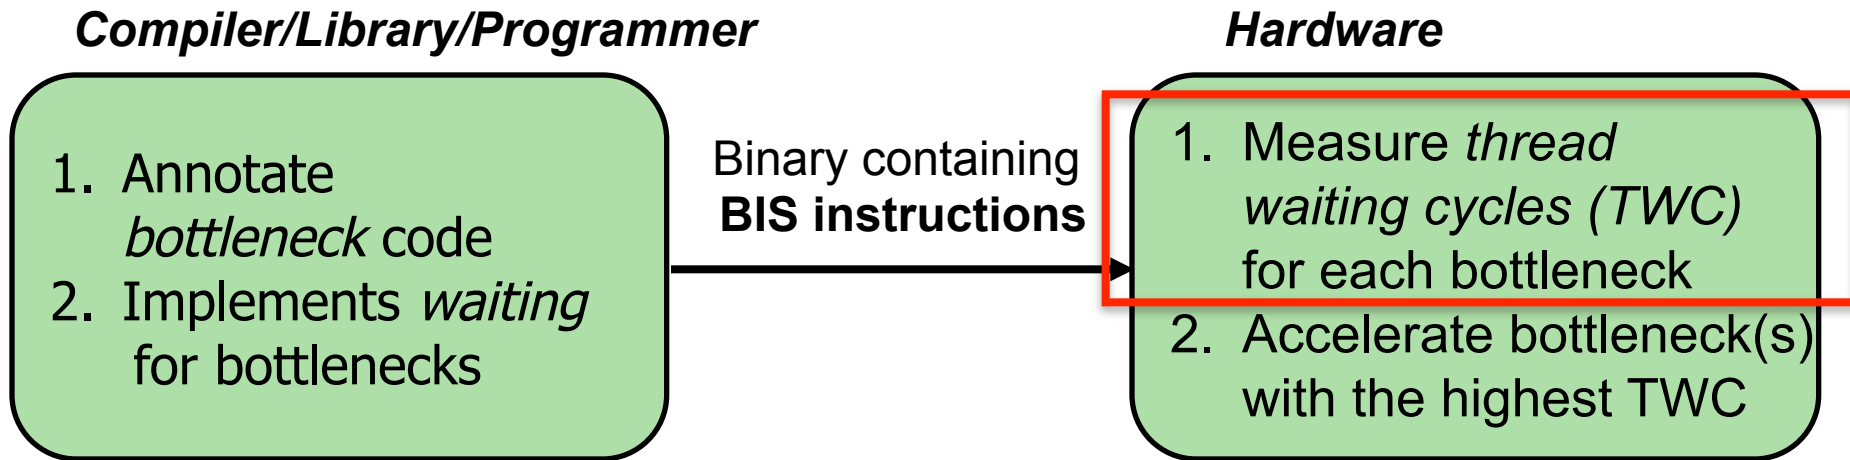 Compiler/Library/Programmer
1. Annotate
bottleneck code
2. Implements waiting
for bottlenecks
Binary containing
BIS instructions
Hardware
1. Measure thread
waiting cycles (TWC)
for each bottleneck
2. Accelerate bottleneck(s)
with the highest TWC